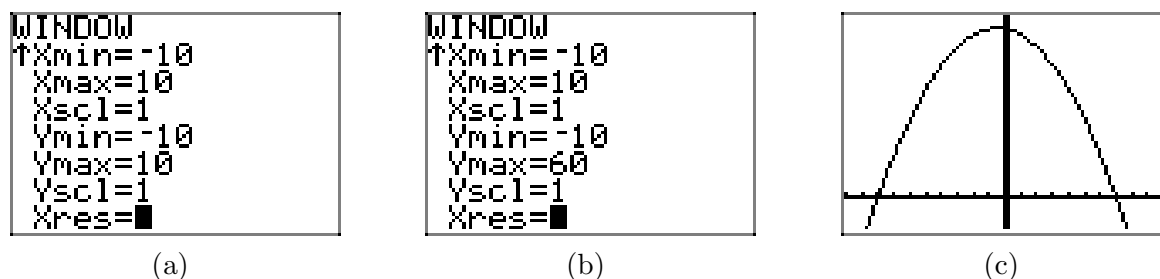 WINDOW
↑Xmin=-10
Xmax=10
Xscl=1
Ymin=-10
Ymax=10
Yscl=1
Xres=
(a)
WINDOW
↑Xmin=-10
Xmax=10
Xscl=1
Ymin=-10
Ymax=60
Yscl=1
Xres=
(b)
(c)